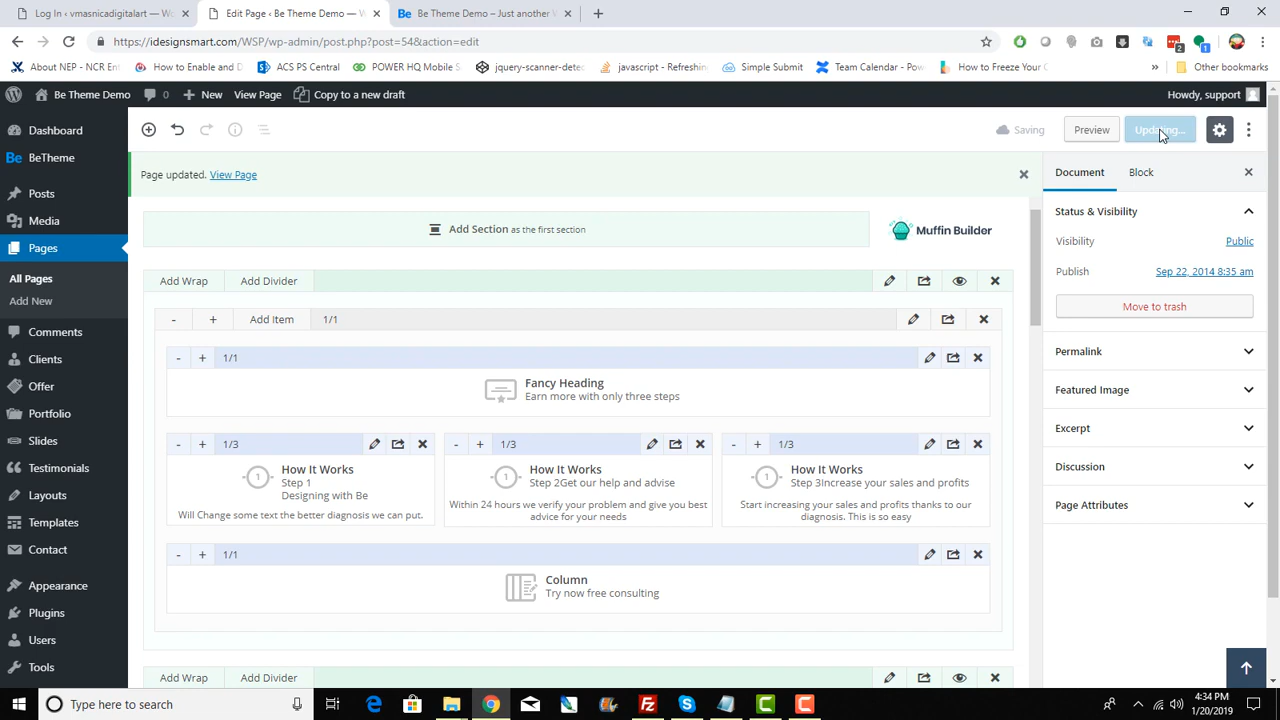 Log In ‹ vmasnicadigitalart — Wo
Edit Page ‹ Be Theme Demo — W
Be Be Theme Demo – Just another V
https://idesignsmart.com/WSP/wp-admin/post.php?post=54&action=edit
2
1
About NEP - NCR Ent
How to Enable and D
ACS PS Central
POWER HQ Mobile S
jquery-scanner-detec
javascript - Refreshing
Simple Submit
Team Calendar - Pow
How to Freeze Your C
»
Other bookmarks
Be Theme Demo
0
New
View Page
Copy to a new draft
Howdy, support
Dashboard
Be BeTheme
Posts
Media
Pages
All Pages
Add New
Comments
Clients
Offer
Portfolio
Slides
Testimonials
Layouts
Templates
Contact
Appearance
Plugins
Users
Tools
Saving
Preview
Updating...
Page updated. View Page
Add Section as the first section
Muffin Builder
Add Wrap
Add Divider
- + Add Item 1/1
- + 1/1
Fancy Heading
Earn more with only three steps
- + 1/3
1
How It Works
Step 1
Designing with Be
Will Change some text the better diagnosis we can put.
- + 1/3
1
How It Works
Step 2Get our help and advise
Within 24 hours we verify your problem and give you best
advice for your needs
- + 1/3
1
How It Works
Step 3Increase your sales and profits
Start increasing your sales and profits thanks to our
diagnosis. This is so easy
- + 1/1
Column
Try now free consulting
Add Wrap
Add Divider
Document
Block
Status & Visibility
Visibility
Public
Publish
Sep 22, 2014 8:35 am
Move to trash
Permalink
Featured Image
Excerpt
Discussion
Page Attributes
Type here to search
4:34 PM
1/20/2019